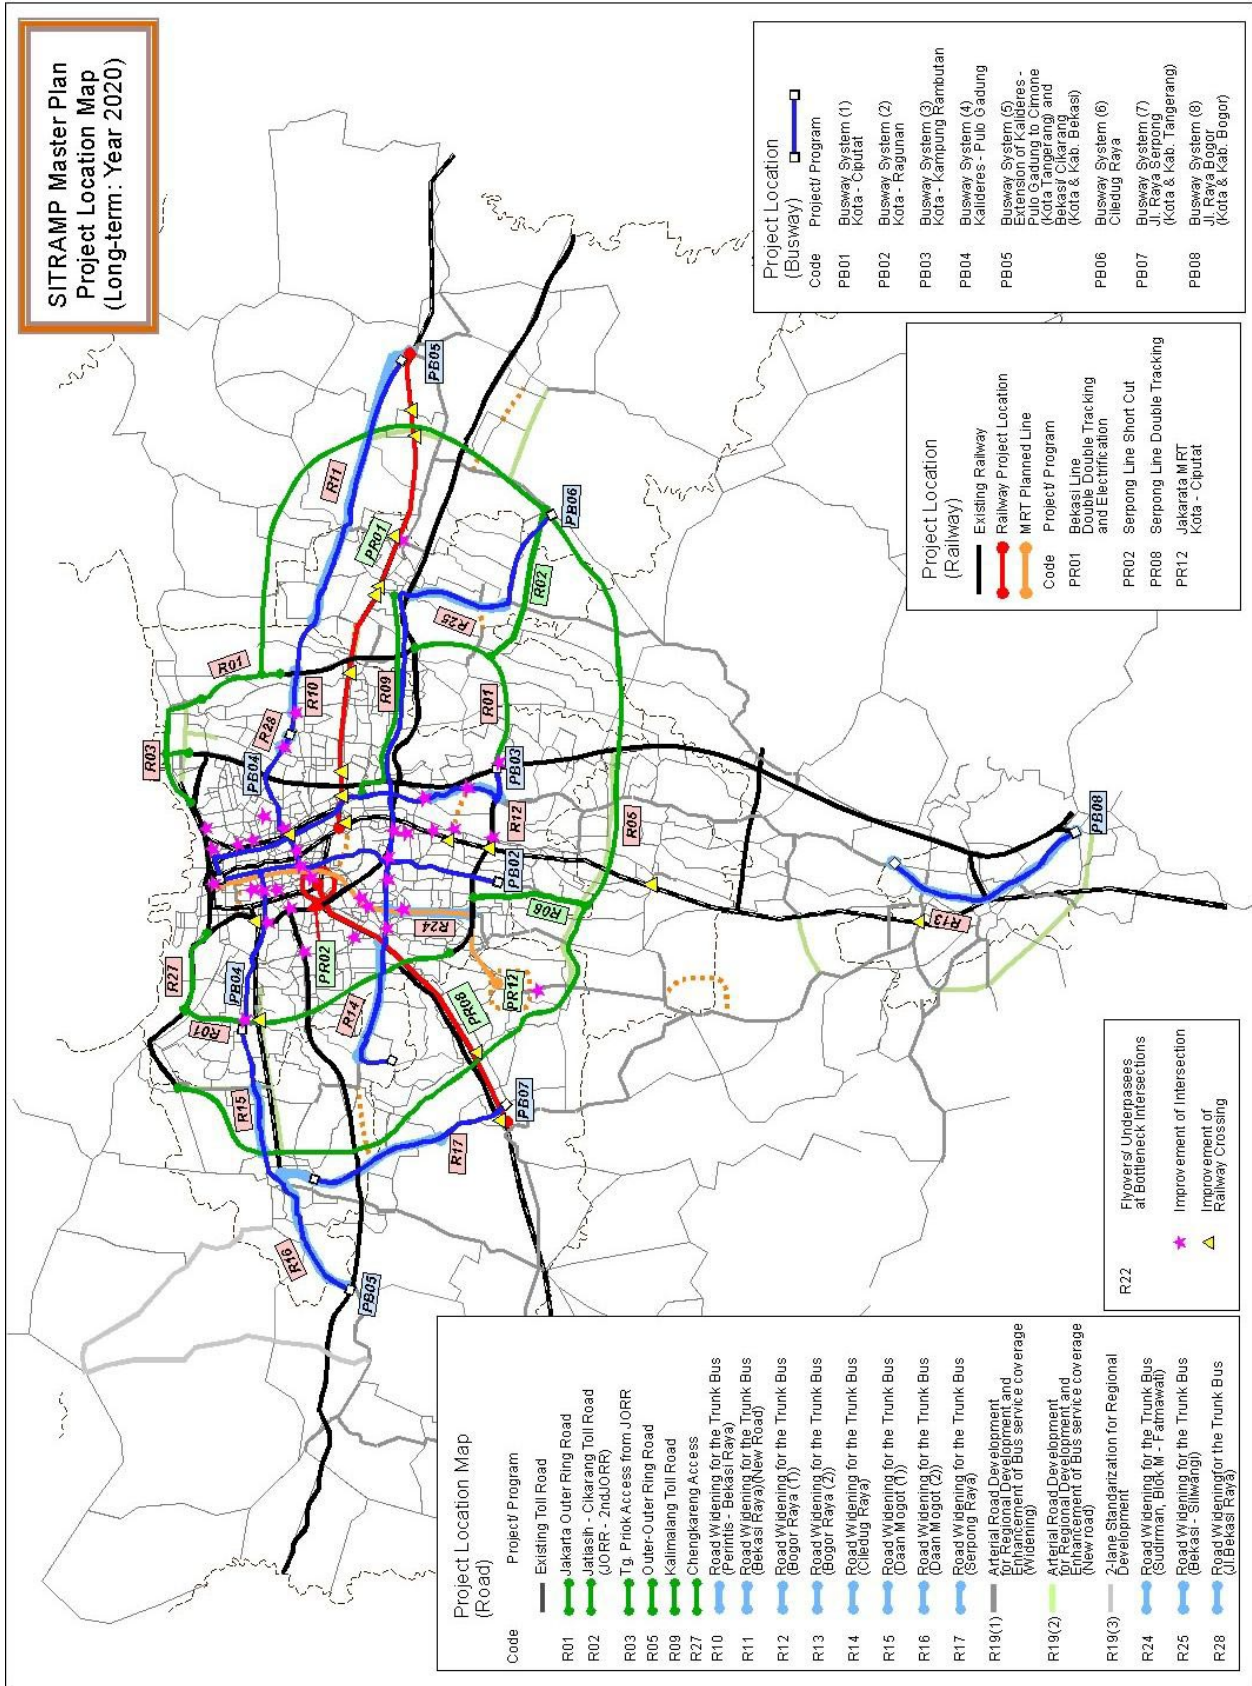 SITRAMP Master Plan
Project Location Map
(Long-term: Year 2020)
R03
R01
R28
R10
R11
PB04
PB05
PR01
R09
R25
R02
PB06
R01
PB03
R12
R05
PB02
R06
R24
PR12
R27
PB04
R01
PR02
R14
PR08
R15
R17
PB07
R16
PB05
R13
PB08
Project Location
(Busway)
Code Project/ Program
PB01 Busway System (1)
Kota - Ciputat
PB02 Busway System (2)
Kota - Ragunan
PB03 Busway System (3)
Kota - Kampung Rambutan
PB04 Busway System (4)
Kalideres - Pulo Gadung
PB05 Busway System (5)
Extension of Kalideres -
Pulo Gadung to Cimone
(Kota Tangerang) and
Bekasi/ Cikarang
(Kota & Kab. Bekasi)
PB06 Busway System (6)
Ciledug Raya
PB07 Busway System (7)
Jl. Raya Serpong
(Kota & Kab. Tangerang)
PB08 Busway System (8)
Jl. Raya Bogor
(Kota & Kab. Bogor)
Project Location
(Railway)
Existing Railway
Railway Project Location
MRT Planned Line
Code Project/ Program
PR01 Bekasi Line
Double Double Tracking
and Electrification
PR02 Serpong Line Short Cut
PR08 Serpong Line Double Tracking
PR12 Jakarata MRT
Kota - Ciputat
R22 Flyovers/ Underpasees
at Bottleneck Intersections
Improvement of Intersection
Improvement of
Railway Crossing
Project Location Map
(Road)
Code Project/ Program
Existing Toll Road
R01 Jakarta Outer Ring Road
R02 Jatiasih - Cikarang Toll Road
(JORR - 2ndJORR)
R03 Tg. Priok Access from JORR
R05 Outer-Outer Ring Road
R09 Kalimalang Toll Road
R27 Chengkareng Access
R10 Road Widening for the Trunk Bus
(Perintis - Bekasi Raya)
R11 Road Widening for the Trunk Bus
(Bekasi Raya)(New Road)
R12 Road Widening for the Trunk Bus
(Bogor Raya (1))
R13 Road Widening for the Trunk Bus
(Bogor Raya (2))
R14 Road Widening for the Trunk Bus
(Ciledug Raya)
R15 Road Widening for the Trunk Bus
(Daan Mogot (1))
R16 Road Widening for the Trunk Bus
(Daan Mogot (2))
R17 Road Widening for the Trunk Bus
(Serpong Raya)
R19(1) Arterial Road Development
for Regional Development and
Enhancement of Bus service coverage
(Widening)
R19(2) Arterial Road Development
for Regional Development and
Enhancement of Bus service coverage
(New road)
R19(3) 2-lane Standarization for Regional
Development
R24 Road Widening for the Trunk Bus
(Sudirman, Blok M - Fatmawati)
R25 Road Widening for the Trunk Bus
(Bekasi - Siliwangi)
R28 Road Wideningfor the Trunk Bus
(Jl.Bekasi Raya)